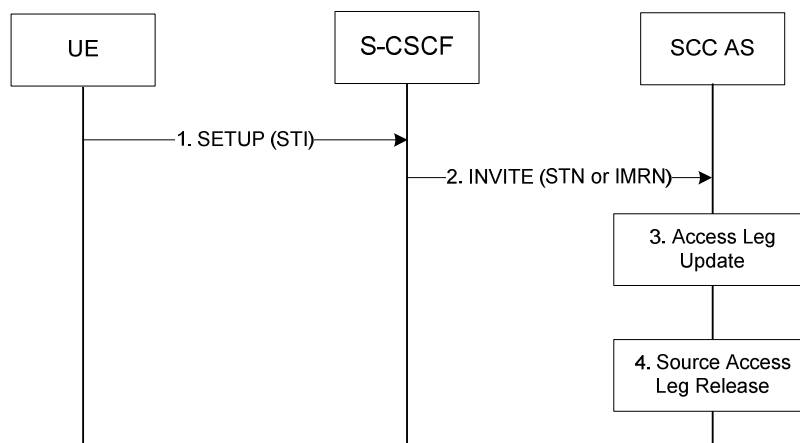 UE
S-CSCF
SCC AS
1. SETUP (STI)
2. INVITE (STN or IMRN)
3. Access Leg
Update
4. Source Access
Leg Release